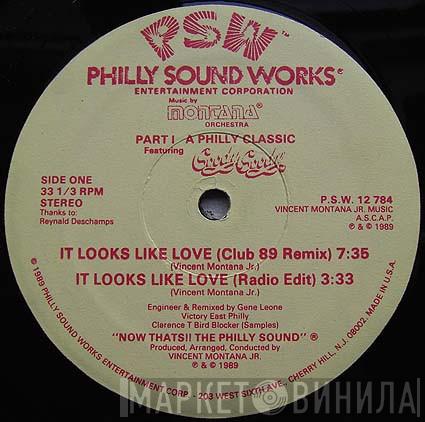 PSW™
PHILLY SOUND WORKS®
ENTERTAINMENT CORPORATION
Music by
MONTANA®
ORCHESTRA
PART I A PHILLY CLASSIC
Featuring
Goody Goody
SIDE ONE
33 1/3 RPM
STEREO
Thanks to:
Reynald Deschamps
P.S.W. 12 784
VINCENT MONTANA JR. MUSIC
A.S.C.A.P.
℗ & © 1989
IT LOOKS LIKE LOVE (Club 89 Remix) 7:35
(Vincent Montana Jr.)
IT LOOKS LIKE LOVE (Radio Edit) 3:33
(Vincent Montana Jr.)
Engineer & Remixed by Gene Leone
Victory East Philly
Clarence T Bird Blocker (Samples)
"NOW THATS!! THE PHILLY SOUND" ®
Produced, Arranged, Conducted by
VINCENT MONTANA JR.
℗ & © 1989
© 1989 PHILLY SOUND WORKS ENTERTAINMENT CORP. - 203 WEST SIXTH AVE., CHERRY HILL, N.J. 08002. MADE IN U.S.A.
МАРКЕТ ВИНИЛА